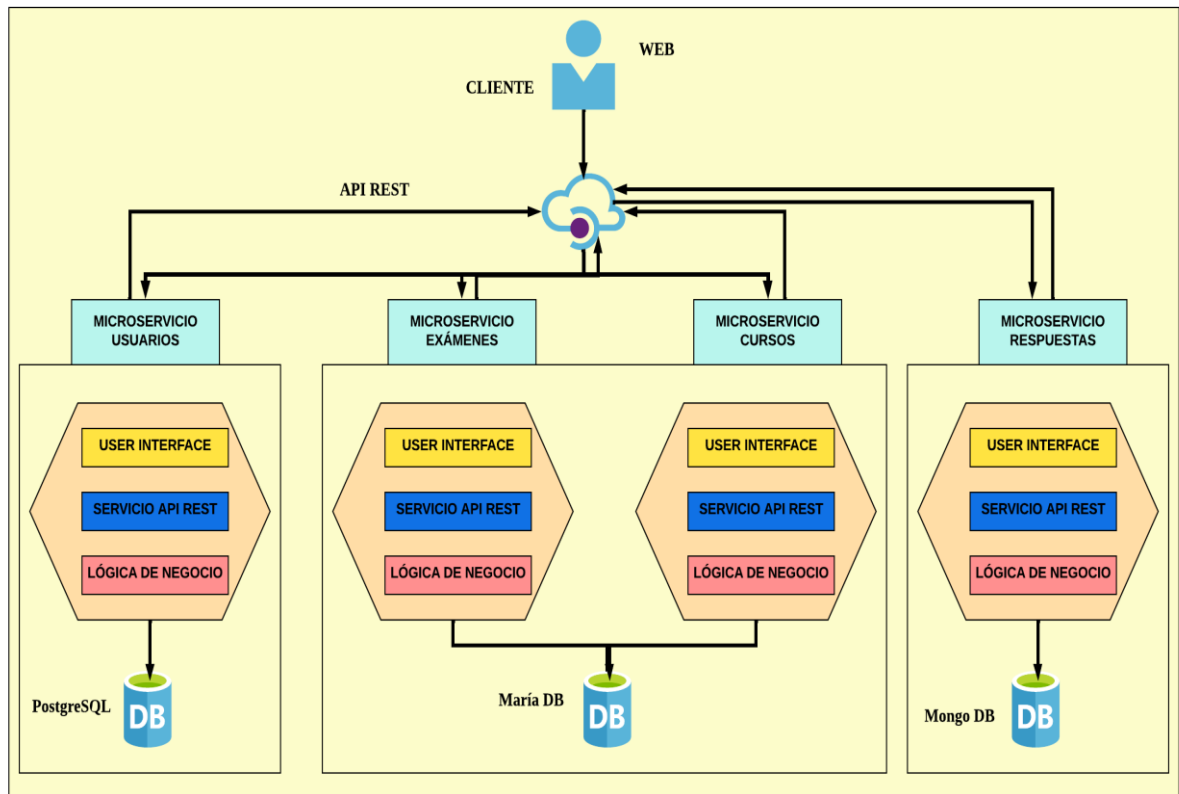 WEB
CLIENTE
API REST
MICROSERVICIO
USUARIOS
MICROSERVICIO
EXÁMENES
MICROSERVICIO
CURSOS
MICROSERVICIO
RESPUESTAS
USER INTERFACE
SERVICIO API REST
LÓGICA DE NEGOCIO
USER INTERFACE
SERVICIO API REST
LÓGICA DE NEGOCIO
USER INTERFACE
SERVICIO API REST
LÓGICA DE NEGOCIO
USER INTERFACE
SERVICIO API REST
LÓGICA DE NEGOCIO
PostgreSQL
DB
María DB
DB
Mongo DB
DB